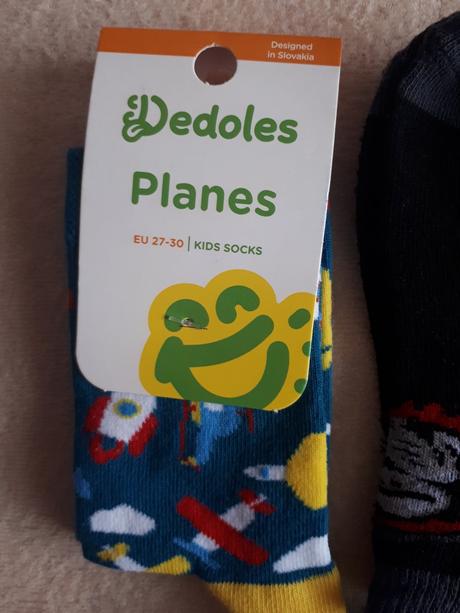 Designed
in Slovakia
Dedoles
Planes
EU 27-30 | KIDS SOCKS